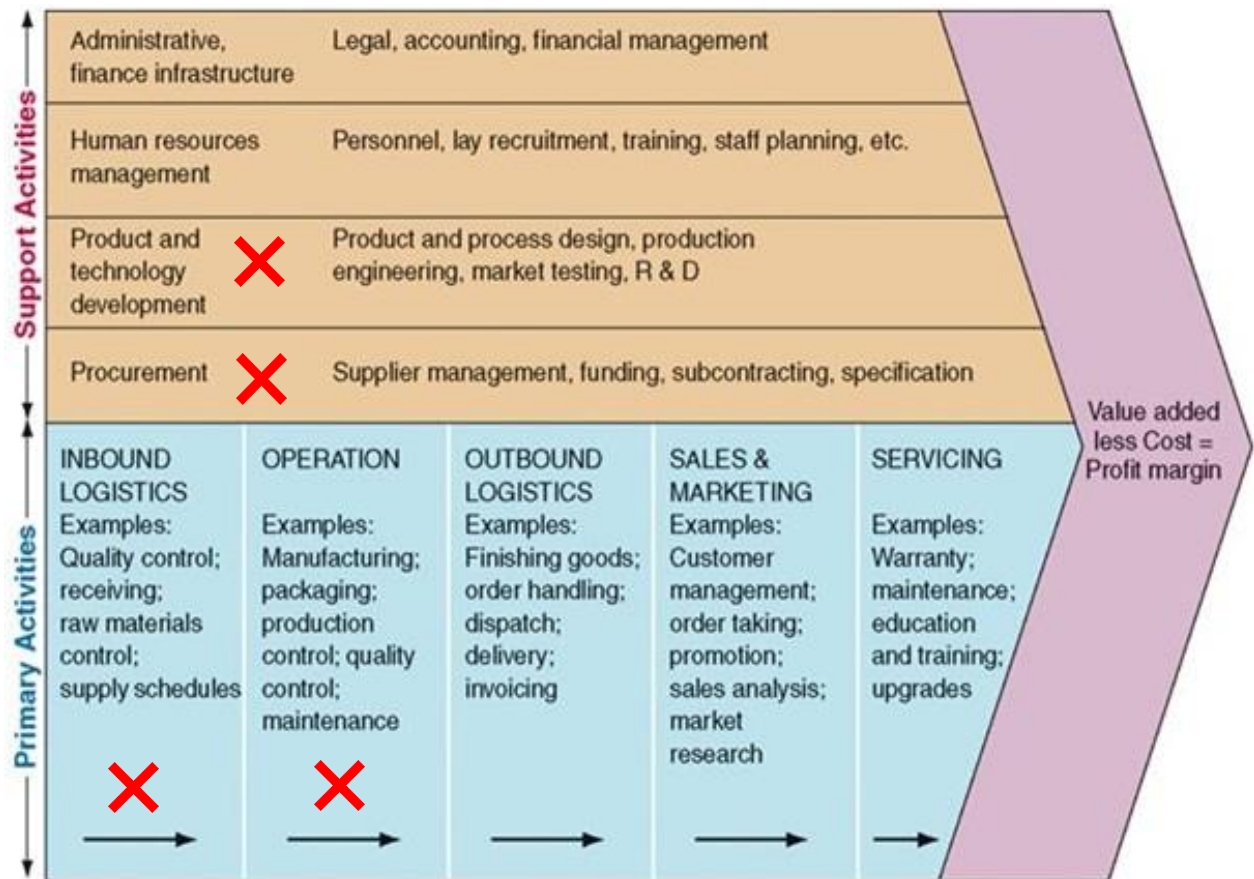 Support Activities
Administrative,
finance infrastructure
Legal, accounting, financial management
Human resources
management
Personnel, lay recruitment, training, staff planning, etc.
Product and
technology
development
Product and process design, production
engineering, market testing, R & D
Procurement
Supplier management, funding, subcontracting, specification
Primary Activities
INBOUND
LOGISTICS
Examples:
Quality control;
receiving;
raw materials
control;
supply schedules
OPERATION
Examples:
Manufacturing;
packaging;
production
control; quality
control;
maintenance
OUTBOUND
LOGISTICS
Examples:
Finishing goods;
order handling;
dispatch;
delivery;
invoicing
SALES &
MARKETING
Examples:
Customer
management;
order taking;
promotion;
sales analysis;
market
research
SERVICING
Examples:
Warranty;
maintenance;
education
and training;
upgrades
Value added
less Cost =
Profit margin